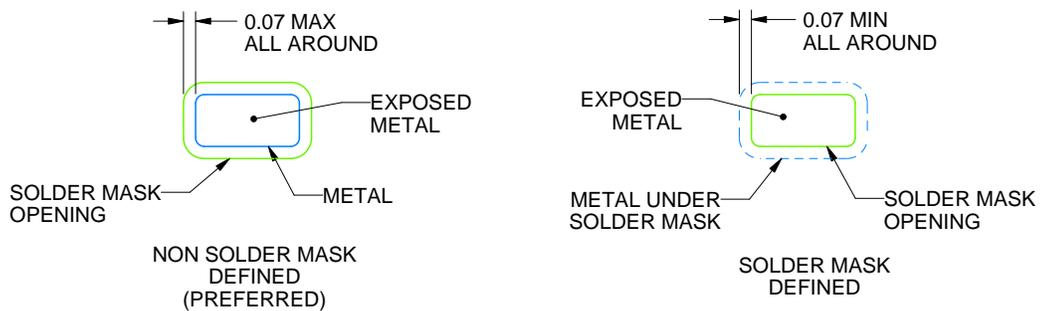 0.07 MAX
ALL AROUND
EXPOSED
METAL
SOLDER MASK
OPENING
METAL
NON SOLDER MASK
DEFINED
(PREFERRED)
0.07 MIN
ALL AROUND
EXPOSED
METAL
METAL UNDER
SOLDER MASK
SOLDER MASK
OPENING
SOLDER MASK
DEFINED